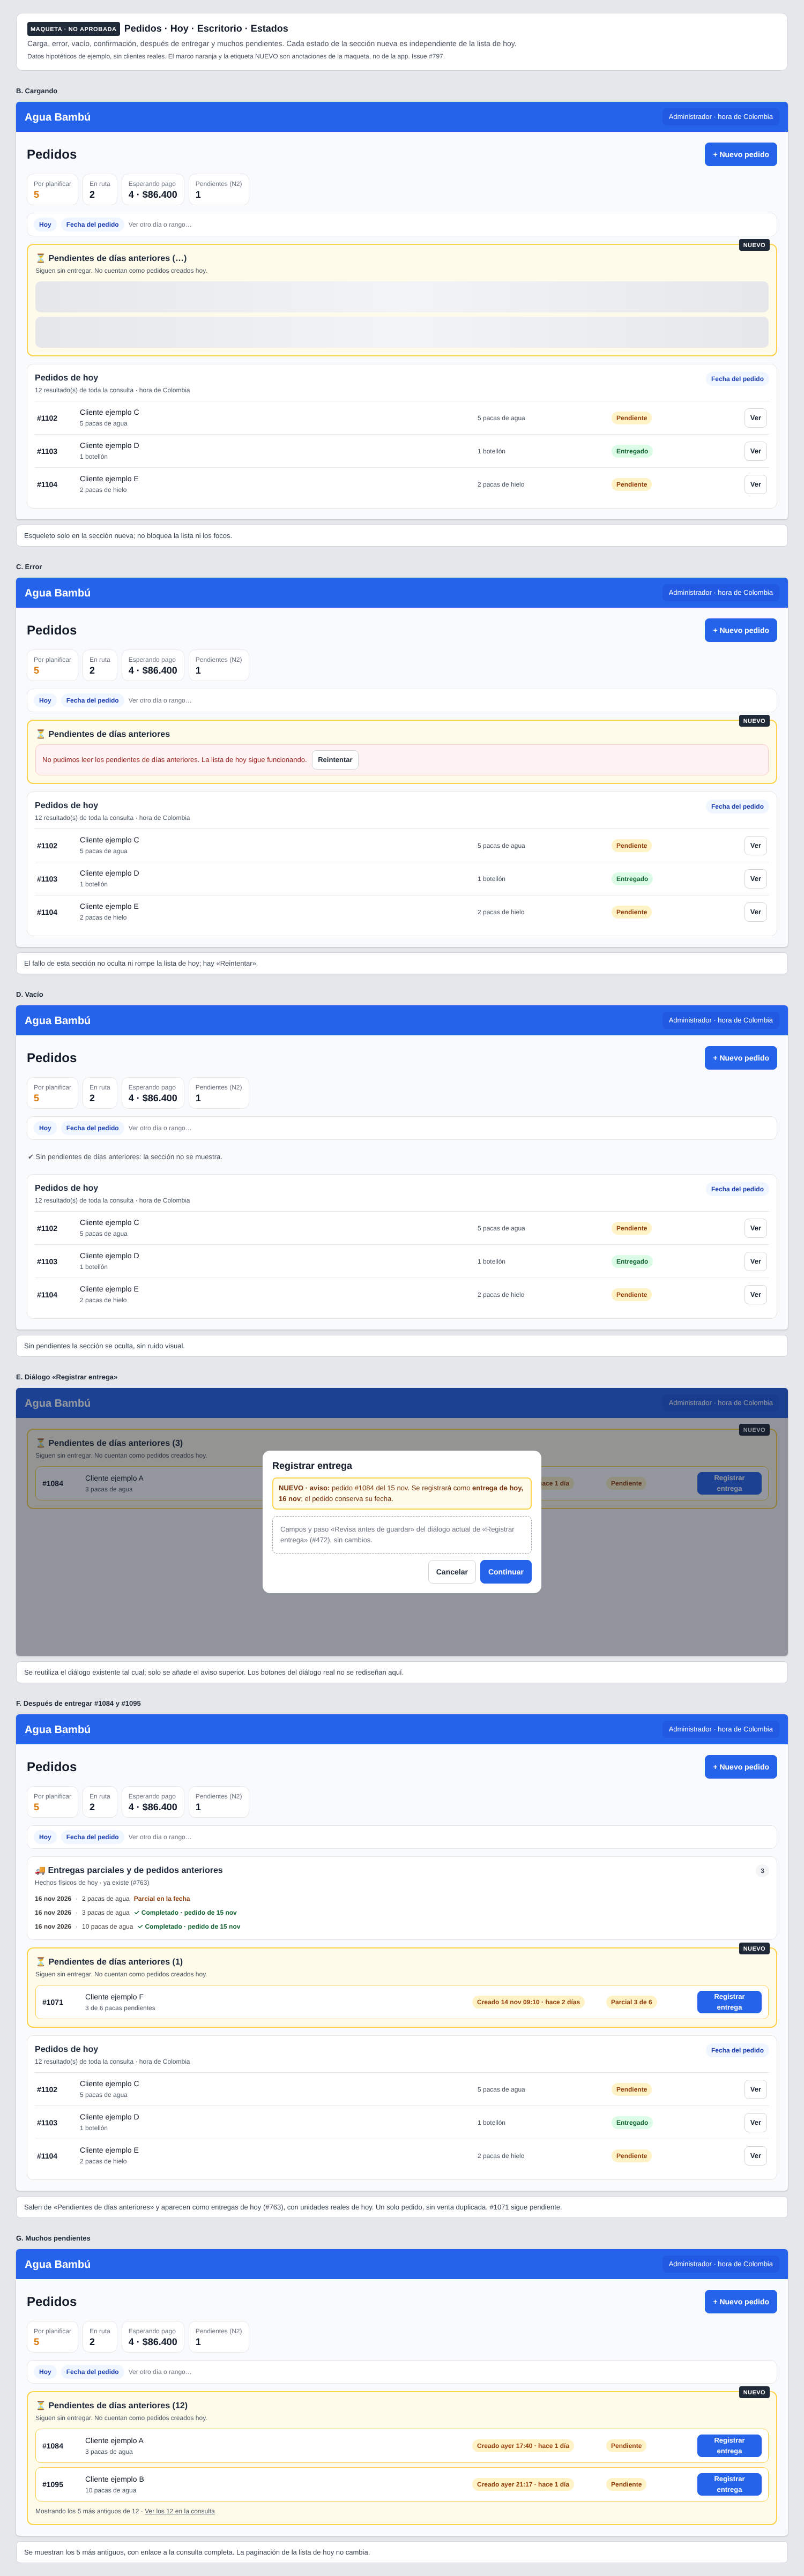 MAQUETA · NO APROBADA Pedidos · Hoy · Escritorio · Estados
Carga, error, vacío, confirmación, después de entregar y muchos pendientes. Cada estado de la sección nueva es independiente de la lista de hoy.
Datos hipotéticos de ejemplo, sin clientes reales. El marco naranja y la etiqueta NUEVO son anotaciones de la maqueta, no de la app. Issue #797.
B. Cargando
Agua Bambú
Administrador · hora de Colombia
Pedidos
+ Nuevo pedido
Por planificar
5
En ruta
2
Esperando pago
4 · $86.400
Pendientes (N2)
1
Hoy Fecha del pedido Ver otro día o rango…
NUEVO
⏳ Pendientes de días anteriores (…)
Siguen sin entregar. No cuentan como pedidos creados hoy.
Pedidos de hoy
Fecha del pedido
12 resultado(s) de toda la consulta · hora de Colombia
#1102 Cliente ejemplo C 5 pacas de agua Pendiente Ver
5 pacas de agua
#1103 Cliente ejemplo D 1 botellón Entregado Ver
1 botellón
#1104 Cliente ejemplo E 2 pacas de hielo Pendiente Ver
2 pacas de hielo
Esqueleto solo en la sección nueva; no bloquea la lista ni los focos.
C. Error
Agua Bambú
Administrador · hora de Colombia
Pedidos
+ Nuevo pedido
Por planificar
5
En ruta
2
Esperando pago
4 · $86.400
Pendientes (N2)
1
Hoy Fecha del pedido Ver otro día o rango…
NUEVO
⏳ Pendientes de días anteriores
No pudimos leer los pendientes de días anteriores. La lista de hoy sigue funcionando. Reintentar
Pedidos de hoy
Fecha del pedido
12 resultado(s) de toda la consulta · hora de Colombia
#1102 Cliente ejemplo C 5 pacas de agua Pendiente Ver
5 pacas de agua
#1103 Cliente ejemplo D 1 botellón Entregado Ver
1 botellón
#1104 Cliente ejemplo E 2 pacas de hielo Pendiente Ver
2 pacas de hielo
El fallo de esta sección no oculta ni rompe la lista de hoy; hay «Reintentar».
D. Vacío
Agua Bambú
Administrador · hora de Colombia
Pedidos
+ Nuevo pedido
Por planificar
5
En ruta
2
Esperando pago
4 · $86.400
Pendientes (N2)
1
Hoy Fecha del pedido Ver otro día o rango…
✔ Sin pendientes de días anteriores: la sección no se muestra.
Pedidos de hoy
Fecha del pedido
12 resultado(s) de toda la consulta · hora de Colombia
#1102 Cliente ejemplo C 5 pacas de agua Pendiente Ver
5 pacas de agua
#1103 Cliente ejemplo D 1 botellón Entregado Ver
1 botellón
#1104 Cliente ejemplo E 2 pacas de hielo Pendiente Ver
2 pacas de hielo
Sin pendientes la sección se oculta, sin ruido visual.
E. Diálogo «Registrar entrega»
Agua Bambú
Administrador · hora de Colombia
NUEVO
⏳ Pendientes de días anteriores (3)
Siguen sin entregar. No cuentan como pedidos creados hoy.
#1084 Cliente ejemplo A
3 pacas de agua
ace 1 día Pendiente Registrar
entrega
Registrar entrega
NUEVO · aviso: pedido #1084 del 15 nov. Se registrará como entrega de hoy,
16 nov; el pedido conserva su fecha.
Campos y paso «Revisa antes de guardar» del diálogo actual de «Registrar
entrega» (#472), sin cambios.
Cancelar Continuar
Se reutiliza el diálogo existente tal cual; solo se añade el aviso superior. Los botones del diálogo real no se rediseñan aquí.
F. Después de entregar #1084 y #1095
Agua Bambú
Administrador · hora de Colombia
Pedidos
+ Nuevo pedido
Por planificar
5
En ruta
2
Esperando pago
4 · $86.400
Pendientes (N2)
1
Hoy Fecha del pedido Ver otro día o rango…
🚚 Entregas parciales y de pedidos anteriores
3
Hechos físicos de hoy · ya existe (#763)
16 nov 2026 · 2 pacas de agua Parcial en la fecha
16 nov 2026 · 3 pacas de agua ✓ Completado · pedido de 15 nov
16 nov 2026 · 10 pacas de agua ✓ Completado · pedido de 15 nov
NUEVO
⏳ Pendientes de días anteriores (1)
Siguen sin entregar. No cuentan como pedidos creados hoy.
#1071 Cliente ejemplo F Creado 14 nov 09:10 · hace 2 días Parcial 3 de 6 Registrar
3 de 6 pacas pendientes entrega
Pedidos de hoy
Fecha del pedido
12 resultado(s) de toda la consulta · hora de Colombia
#1102 Cliente ejemplo C 5 pacas de agua Pendiente Ver
5 pacas de agua
#1103 Cliente ejemplo D 1 botellón Entregado Ver
1 botellón
#1104 Cliente ejemplo E 2 pacas de hielo Pendiente Ver
2 pacas de hielo
Salen de «Pendientes de días anteriores» y aparecen como entregas de hoy (#763), con unidades reales de hoy. Un solo pedido, sin venta duplicada. #1071 sigue pendiente.
G. Muchos pendientes
Agua Bambú
Administrador · hora de Colombia
Pedidos
+ Nuevo pedido
Por planificar
5
En ruta
2
Esperando pago
4 · $86.400
Pendientes (N2)
1
Hoy Fecha del pedido Ver otro día o rango…
NUEVO
⏳ Pendientes de días anteriores (12)
Siguen sin entregar. No cuentan como pedidos creados hoy.
#1084 Cliente ejemplo A Creado ayer 17:40 · hace 1 día Pendiente Registrar
3 pacas de agua entrega
#1095 Cliente ejemplo B Creado ayer 21:17 · hace 1 día Pendiente Registrar
10 pacas de agua entrega
Mostrando los 5 más antiguos de 12 · Ver los 12 en la consulta
Se muestran los 5 más antiguos, con enlace a la consulta completa. La paginación de la lista de hoy no cambia.